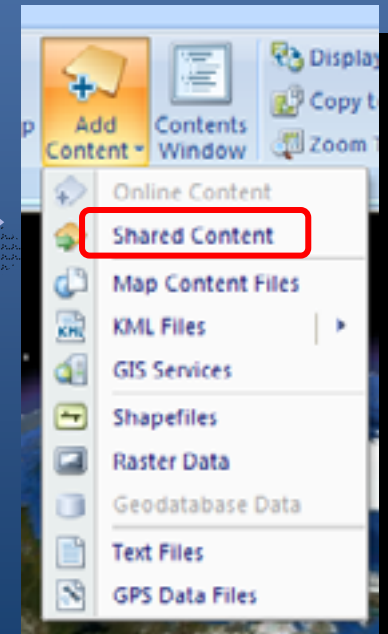 Display
Copy t
Zoom T
p
Add
Content
Contents
Window
Online Content
Shared Content
Map Content Files
KML
KML Files
GIS Services
Shapefiles
Raster Data
Geodatabase Data
Text Files
GPS Data Files